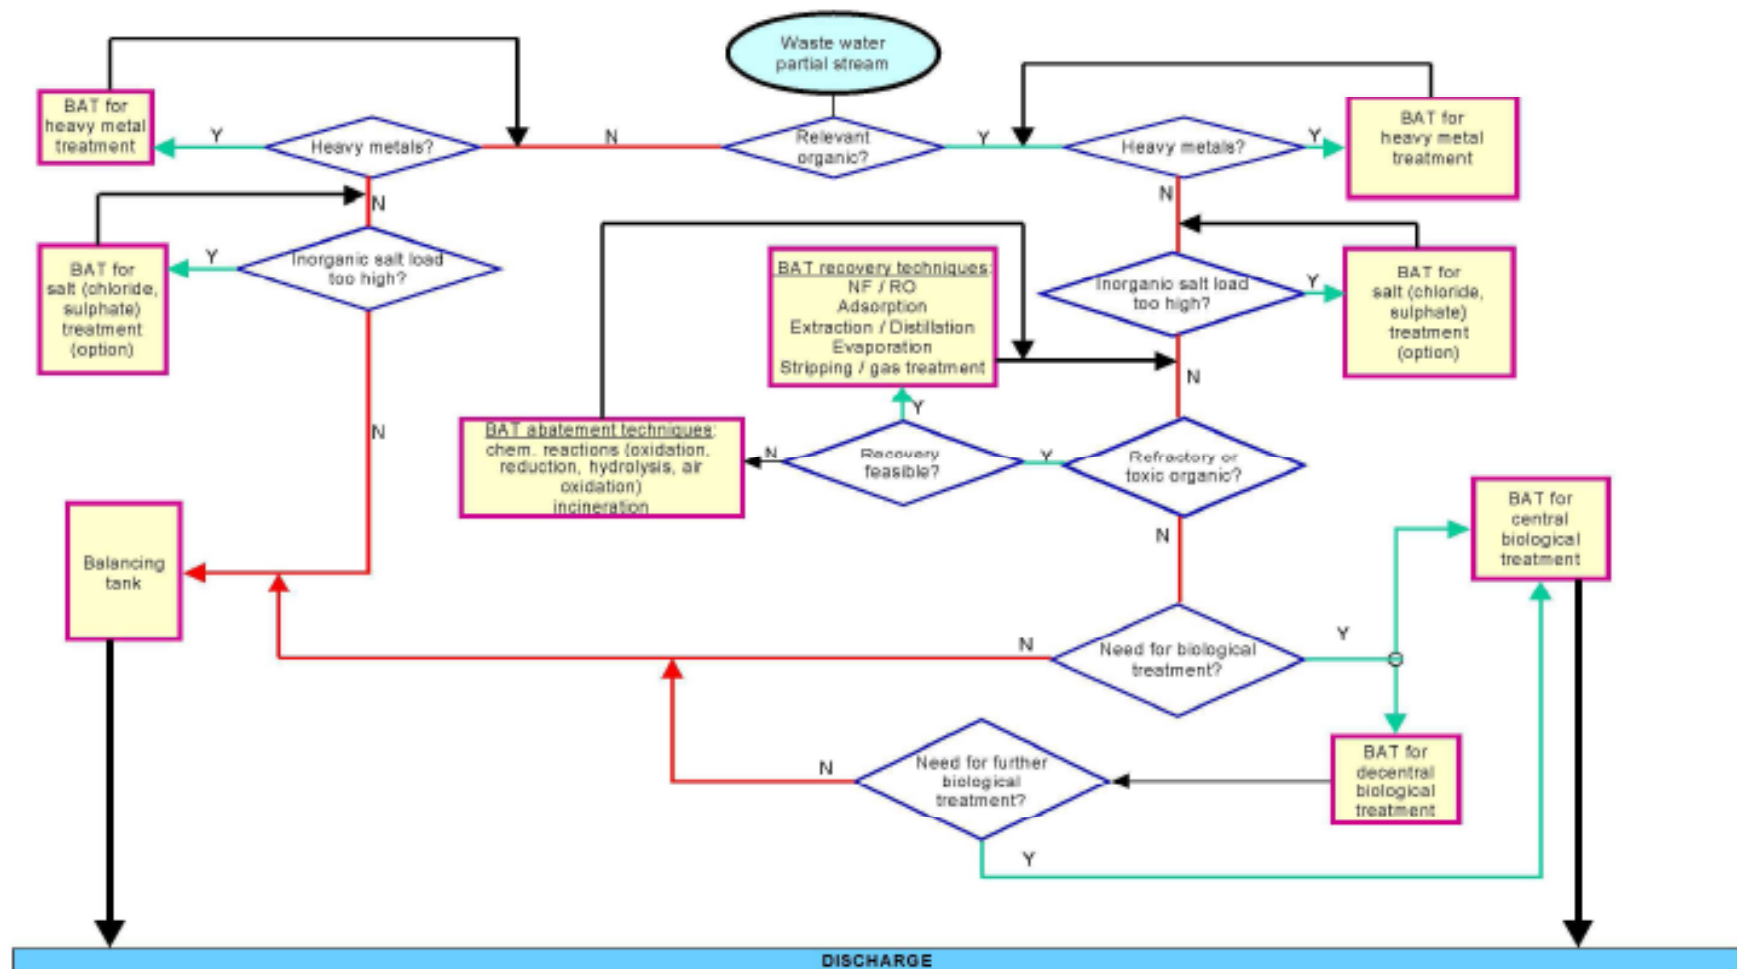 Waste water
partial stream
BAT for
heavy metal
treatment
Y
Heavy metals?
N
Relevant
organic?
Y
Heavy metals?
Y
BAT for
heavy metal
treatment
N
N
BAT for
salt (chloride,
sulphate)
treatment
(option)
Y
Inorganic salt load
too high?
BAT recovery techniques:
NF / RO
Adsorption
Extraction / Distillation
Evaporation
Stripping / gas treatment
Inorganic salt load
too high?
Y
BAT for
salt (chloride,
sulphate)
treatment
(option)
N
N
Y
BAT abatement techniques:
chem. reactions (oxidation,
reduction, hydrolysis, air
oxidation)
incineration
N
Recovery
feasible?
Y
Refractory or
toxic organic?
N
Balancing
tank
BAT for
central
biological
treatment
N
Need for biological
treatment?
Y
N
Need for further
biological
treatment?
BAT for
decentral
biological
treatment
Y
DISCHARGE